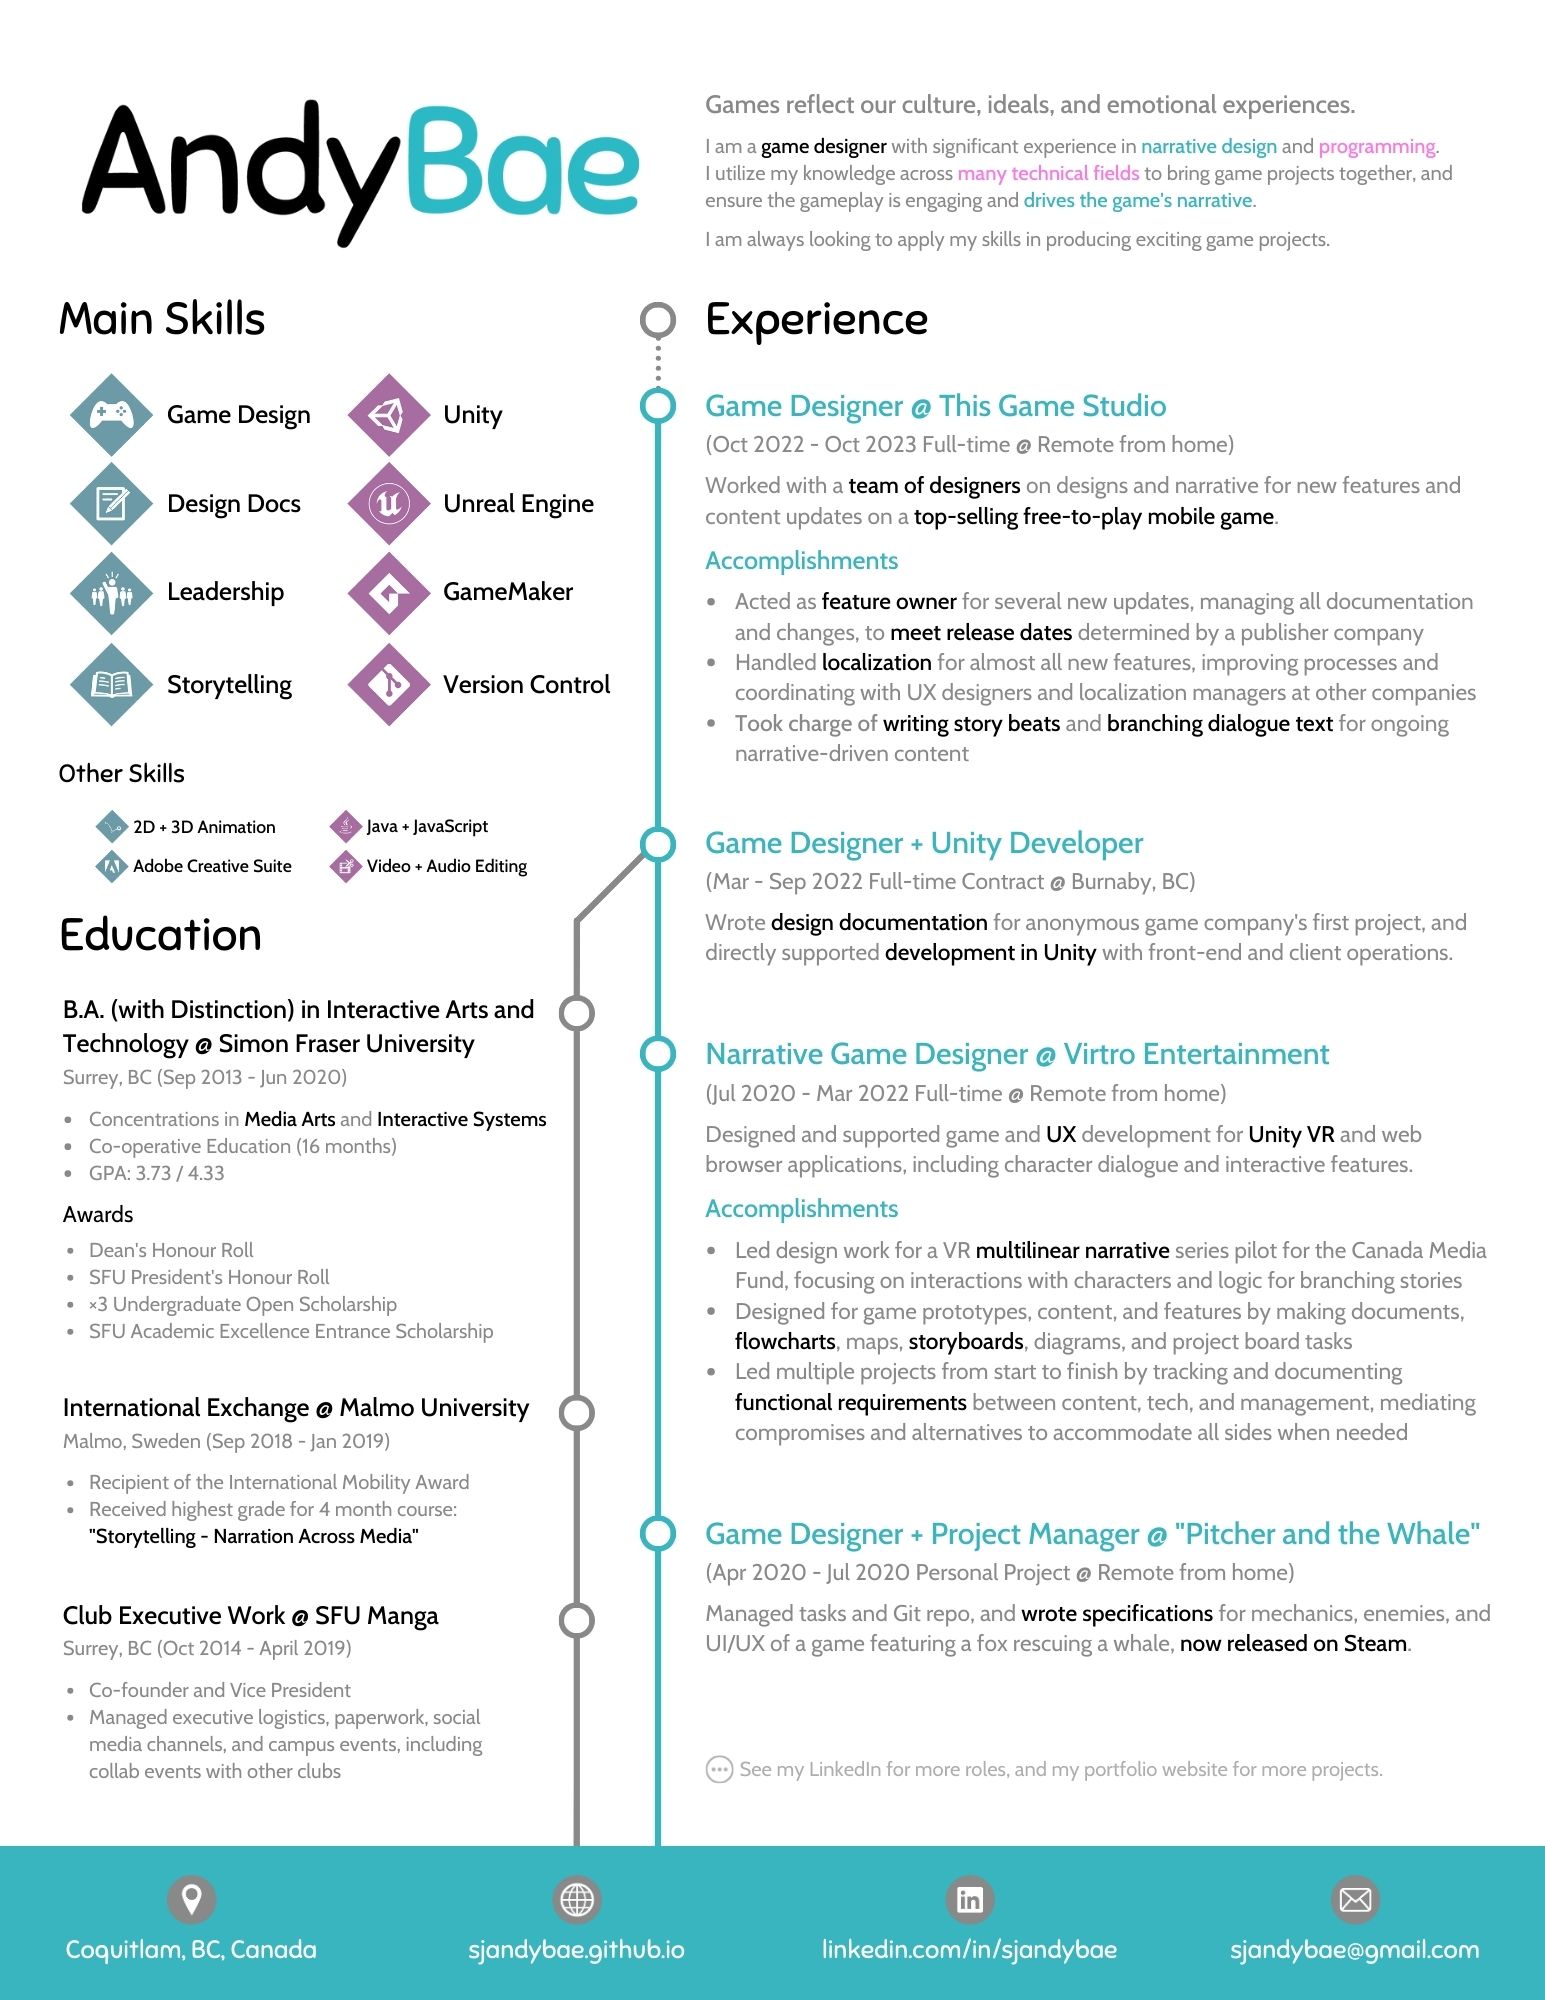 AndyBae
Games reflect our culture, ideals, and emotional experiences.
I am a game designer with significant experience in narrative design and programming.
I utilize my knowledge across many technical fields to bring game projects together, and
ensure the gameplay is engaging and drives the game's narrative.
I am always looking to apply my skills in producing exciting game projects.
Main Skills
Game Design
Unity
Design Docs
Unreal Engine
Leadership
GameMaker
Storytelling
Version Control
Other Skills
2D + 3D Animation
Java + JavaScript
Adobe Creative Suite
Video + Audio Editing
Education
B.A. (with Distinction) in Interactive Arts and
Technology @ Simon Fraser University
Surrey, BC (Sep 2013 - Jun 2020)
• Concentrations in Media Arts and Interactive Systems
• Co-operative Education (16 months)
• GPA: 3.73 / 4.33
Awards
• Dean's Honour Roll
• SFU President's Honour Roll
• ×3 Undergraduate Open Scholarship
• SFU Academic Excellence Entrance Scholarship
International Exchange @ Malmo University
Malmo, Sweden (Sep 2018 - Jan 2019)
• Recipient of the International Mobility Award
• Received highest grade for 4 month course:
"Storytelling - Narration Across Media"
Club Executive Work @ SFU Manga
Surrey, BC (Oct 2014 - April 2019)
• Co-founder and Vice President
• Managed executive logistics, paperwork, social
media channels, and campus events, including
collab events with other clubs
Experience
Game Designer @ This Game Studio
(Oct 2022 - Oct 2023 Full-time @ Remote from home)
Worked with a team of designers on designs and narrative for new features and
content updates on a top-selling free-to-play mobile game.
Accomplishments
• Acted as feature owner for several new updates, managing all documentation
and changes, to meet release dates determined by a publisher company
• Handled localization for almost all new features, improving processes and
coordinating with UX designers and localization managers at other companies
• Took charge of writing story beats and branching dialogue text for ongoing
narrative-driven content
Game Designer + Unity Developer
(Mar - Sep 2022 Full-time Contract @ Burnaby, BC)
Wrote design documentation for anonymous game company's first project, and
directly supported development in Unity with front-end and client operations.
Narrative Game Designer @ Virtro Entertainment
(Jul 2020 - Mar 2022 Full-time @ Remote from home)
Designed and supported game and UX development for Unity VR and web
browser applications, including character dialogue and interactive features.
Accomplishments
• Led design work for a VR multilinear narrative series pilot for the Canada Media
Fund, focusing on interactions with characters and logic for branching stories
• Designed for game prototypes, content, and features by making documents,
flowcharts, maps, storyboards, diagrams, and project board tasks
• Led multiple projects from start to finish by tracking and documenting
functional requirements between content, tech, and management, mediating
compromises and alternatives to accommodate all sides when needed
Game Designer + Project Manager @ "Pitcher and the Whale"
(Apr 2020 - Jul 2020 Personal Project @ Remote from home)
Managed tasks and Git repo, and wrote specifications for mechanics, enemies, and
UI/UX of a game featuring a fox rescuing a whale, now released on Steam.
See my LinkedIn for more roles, and my portfolio website for more projects.
Coquitlam, BC, Canada
sjandybae.github.io
linkedin.com/in/sjandybae
sjandybae@gmail.com